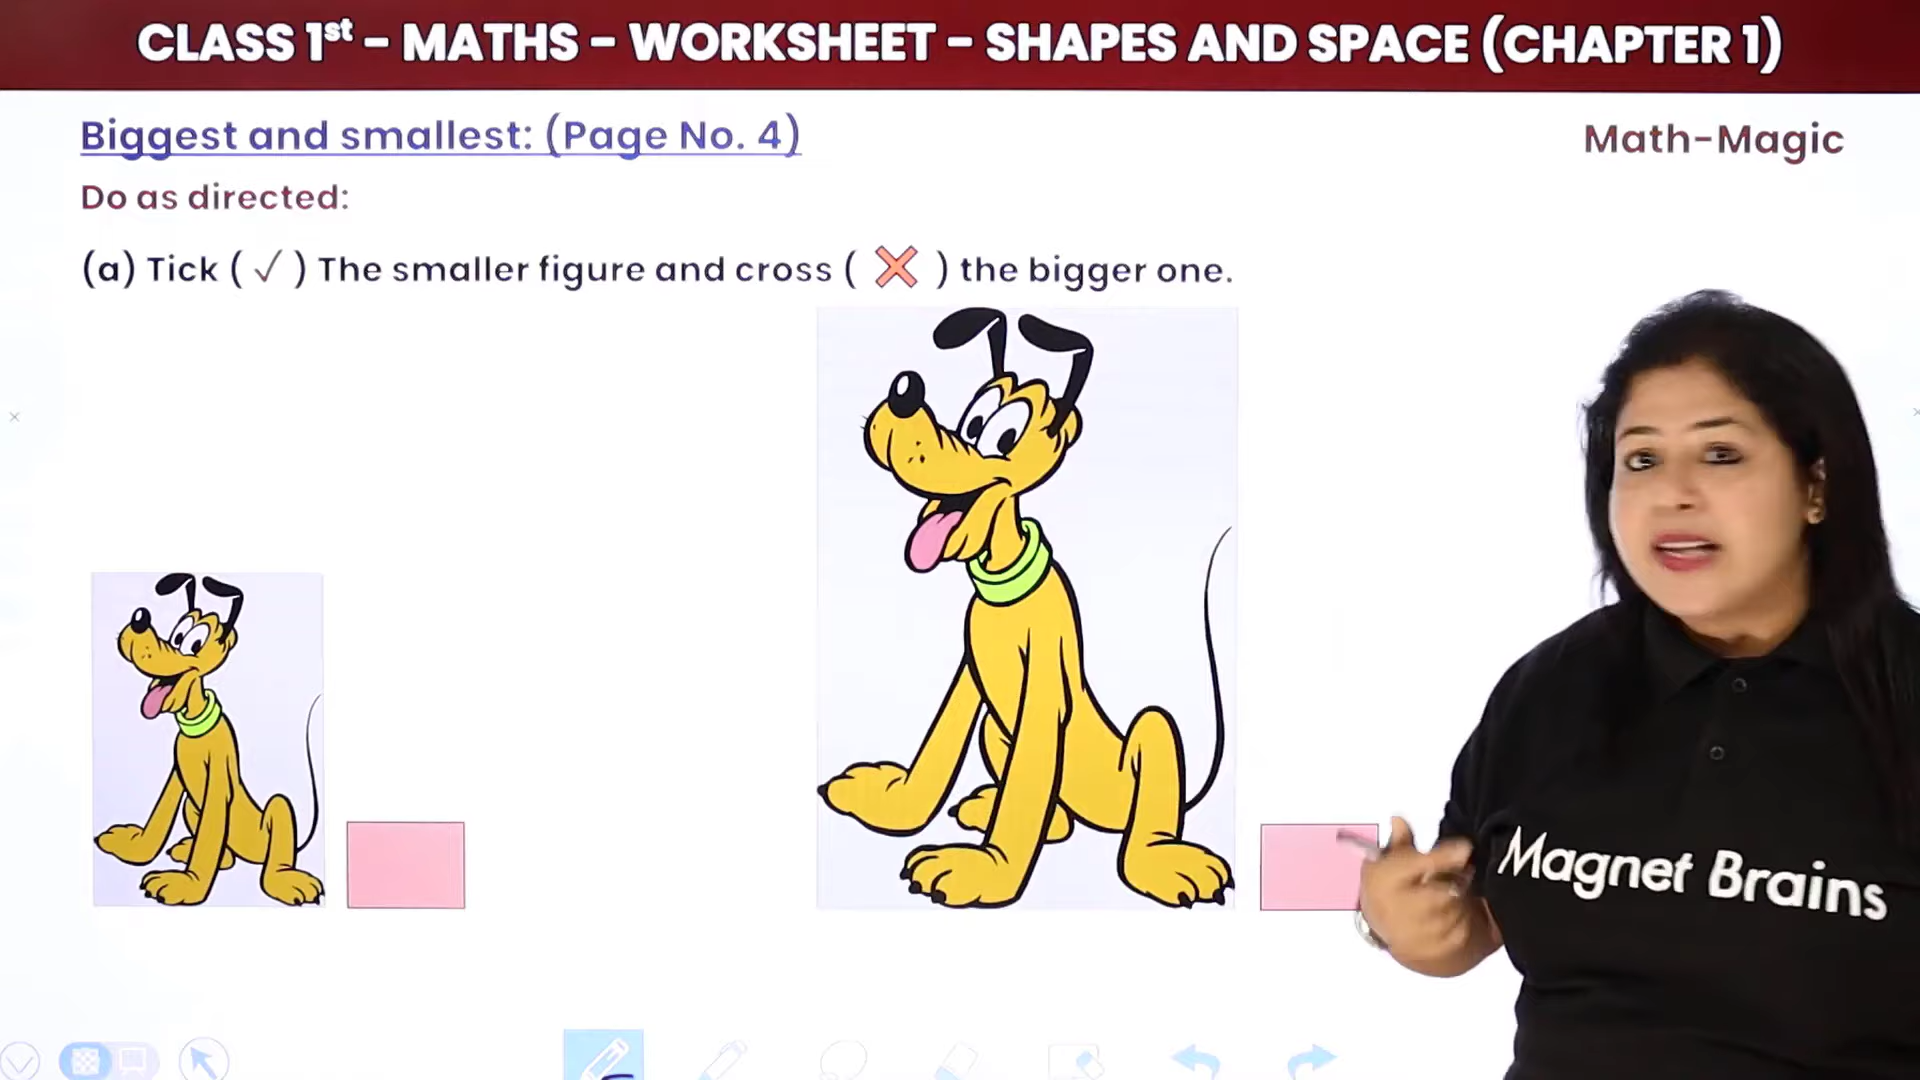 CLASS 1st - MATHS - WORKSHEET - SHAPES AND SPACE (CHAPTER 1)
Biggest and smallest: (Page No. 4)
Math-Magic
Do as directed:
(a) Tick ( ✓ ) The smaller figure and cross ( ❌ ) the bigger one.
Magnet Brains